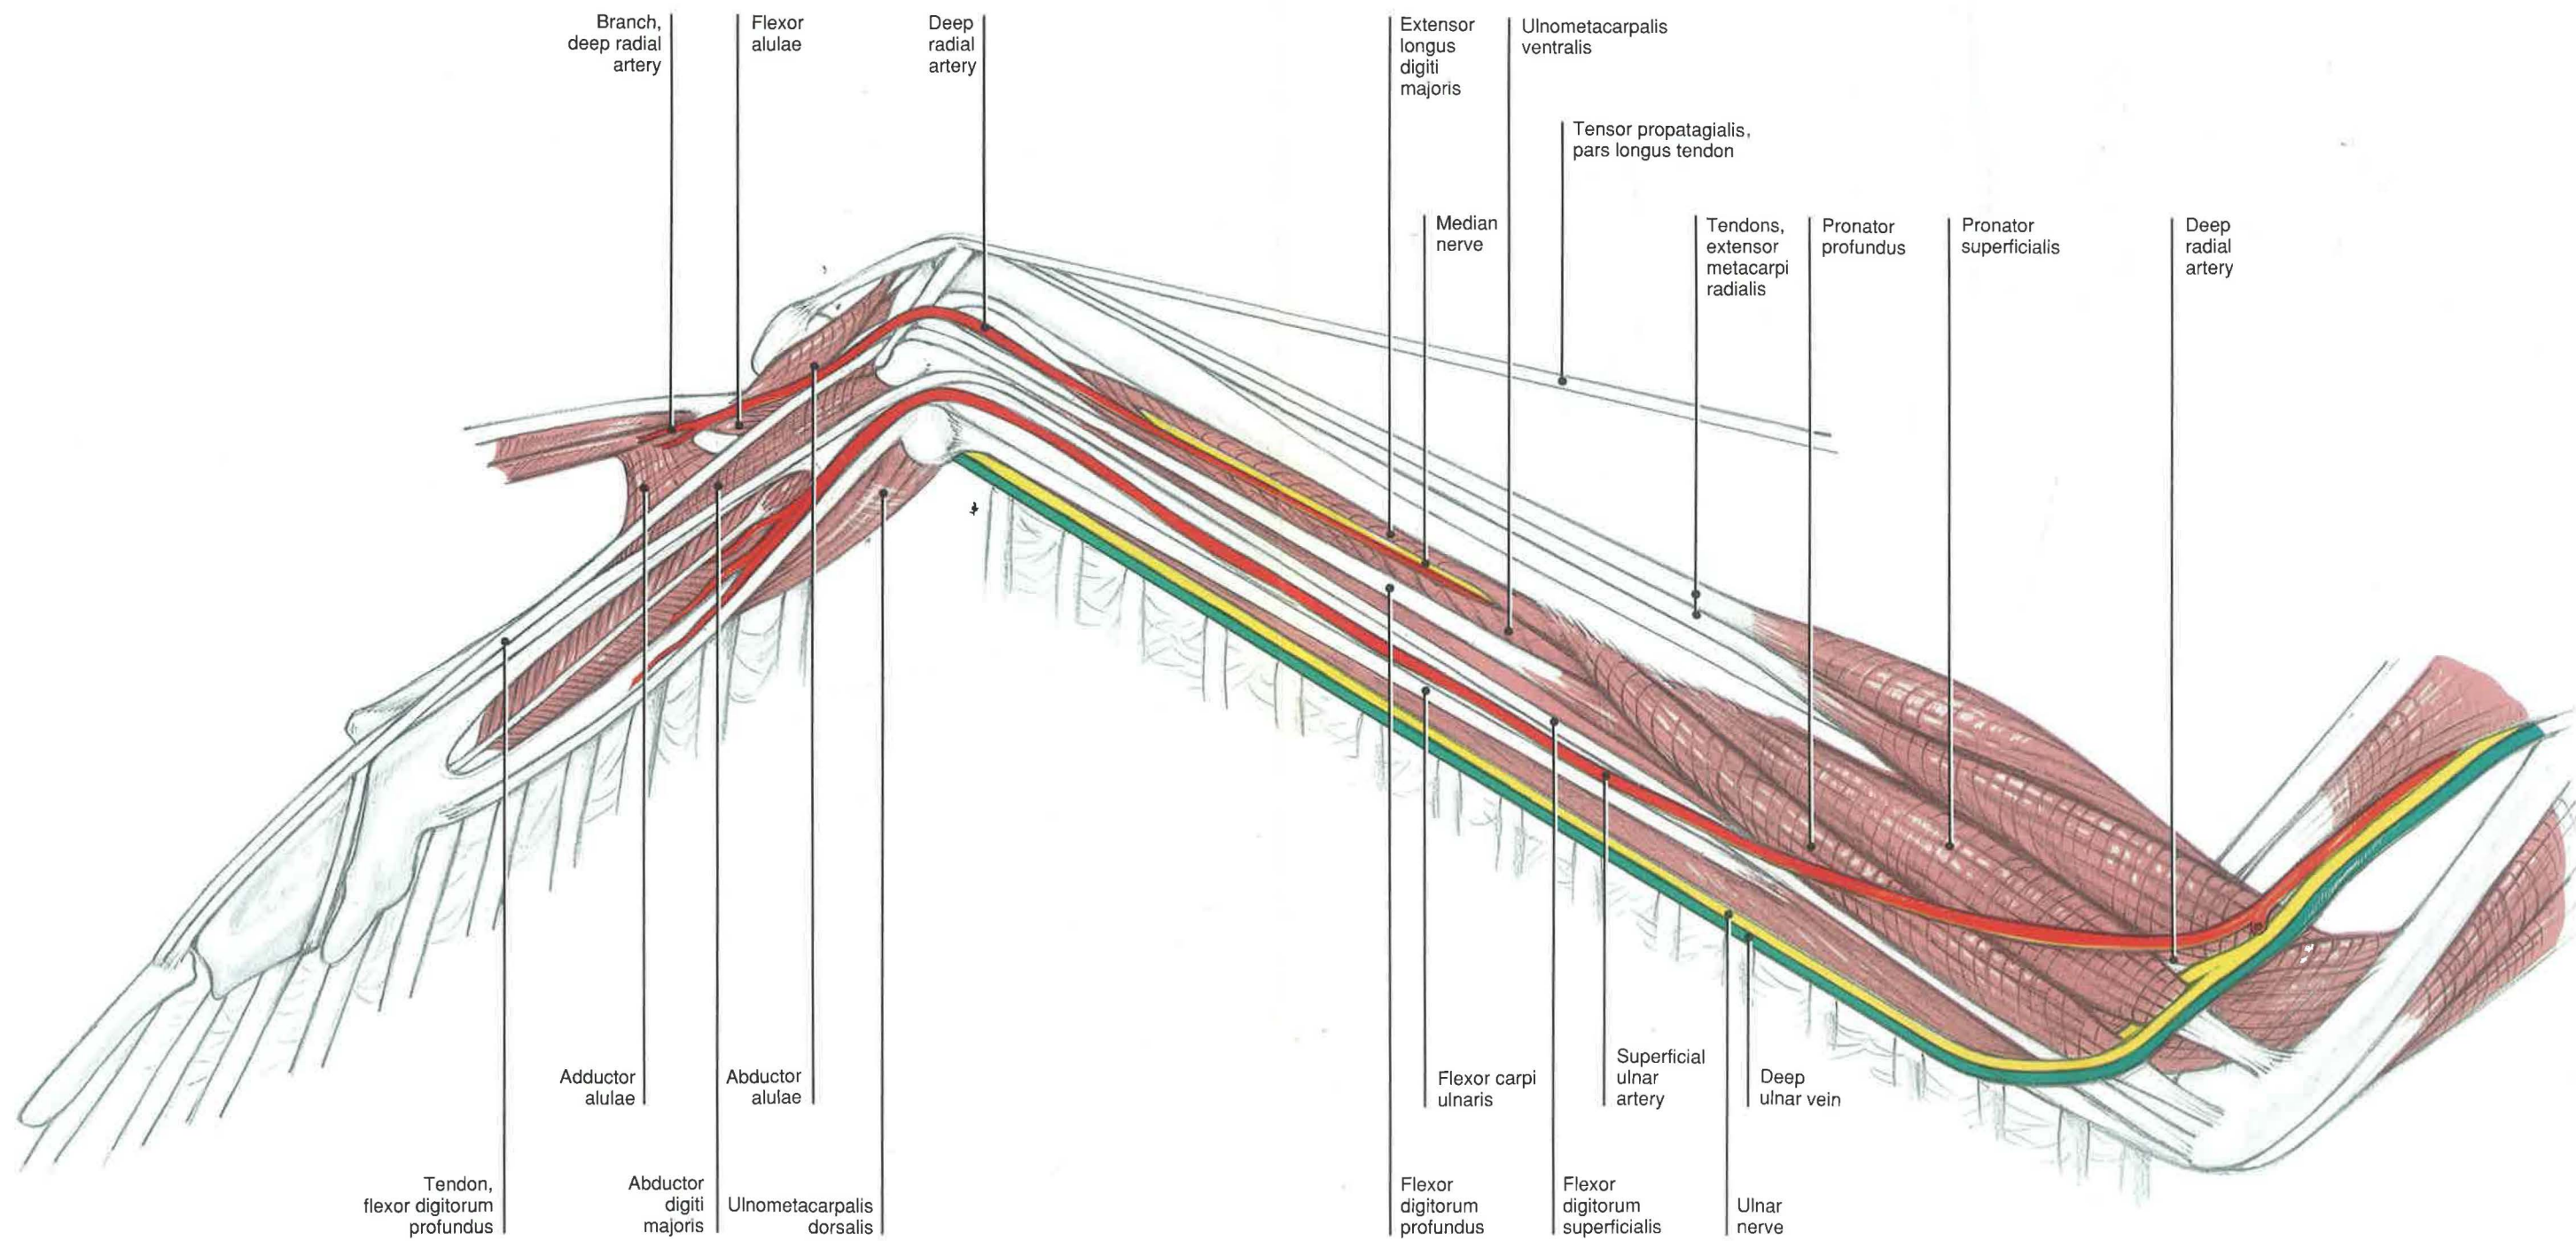 Branch,
deep radial
artery
Flexor
alulae
Deep
radial
artery
Extensor
longus
digiti
majoris
Ulnometacarpalis
ventralis
Tensor propatagialis,
pars longus tendon
Median
nerve
Tendons,
extensor
metacarpi
radialis
Pronator
profundus
Pronator
superficialis
Deep
radial
artery
Adductor
alulae
Abductor
alulae
Flexor carpi
ulnaris
Superficial
ulnar
artery
Deep
ulnar vein
Tendon,
flexor digitorum
profundus
Abductor
digiti
majoris
Ulnometacarpalis
dorsalis
Flexor
digitorum
profundus
Flexor
digitorum
superficialis
Ulnar
nerve